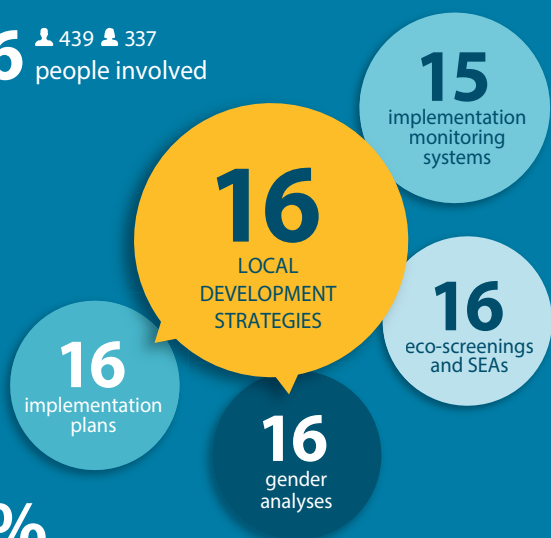 6 439 337
people involved
15
implementation
monitoring
systems
16
LOCAL
DEVELOPMENT
STRATEGIES
16
eco-screenings
and SEAs
16
implementation
plans
16
gender
analyses
%